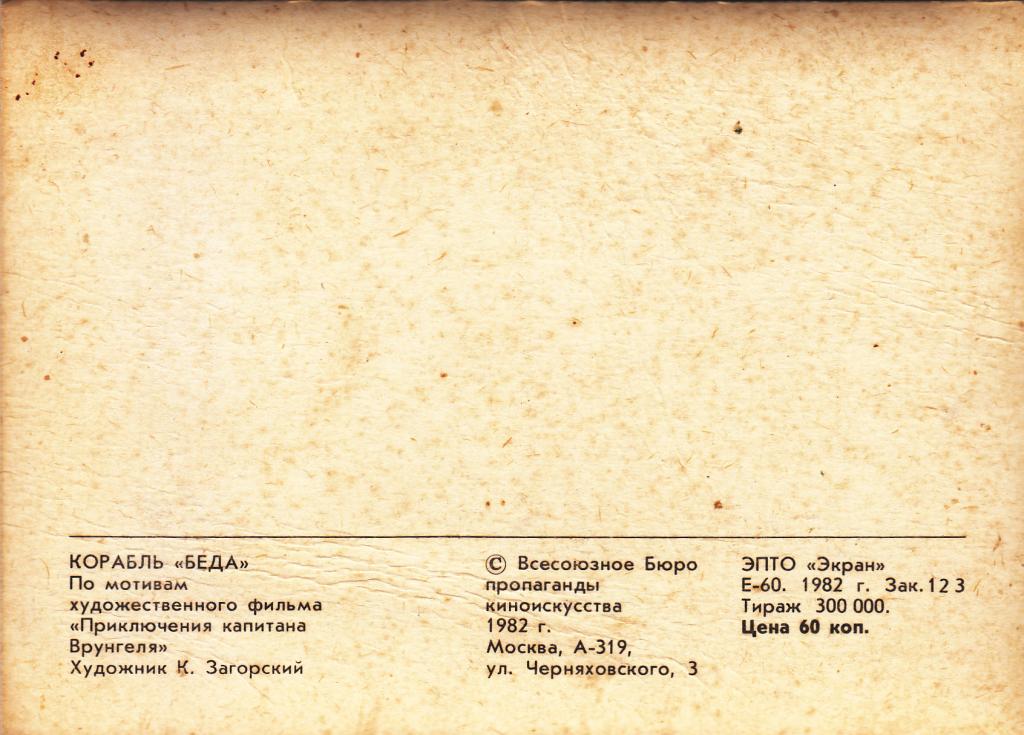 КОРАБЛЬ «БЕДА»
По мотивам
художественного фильма
«Приключения капитана
Врунгеля»
Художник К. Загорский
© Всесоюзное Бюро
пропаганды
киноискусства
1982 г.
Москва, А-319,
ул. Черняховского, 3
ЭПТО «Экран»
Е-60. 1982 г. Зак. 123
Тираж 300 000.
Цена 60 коп.